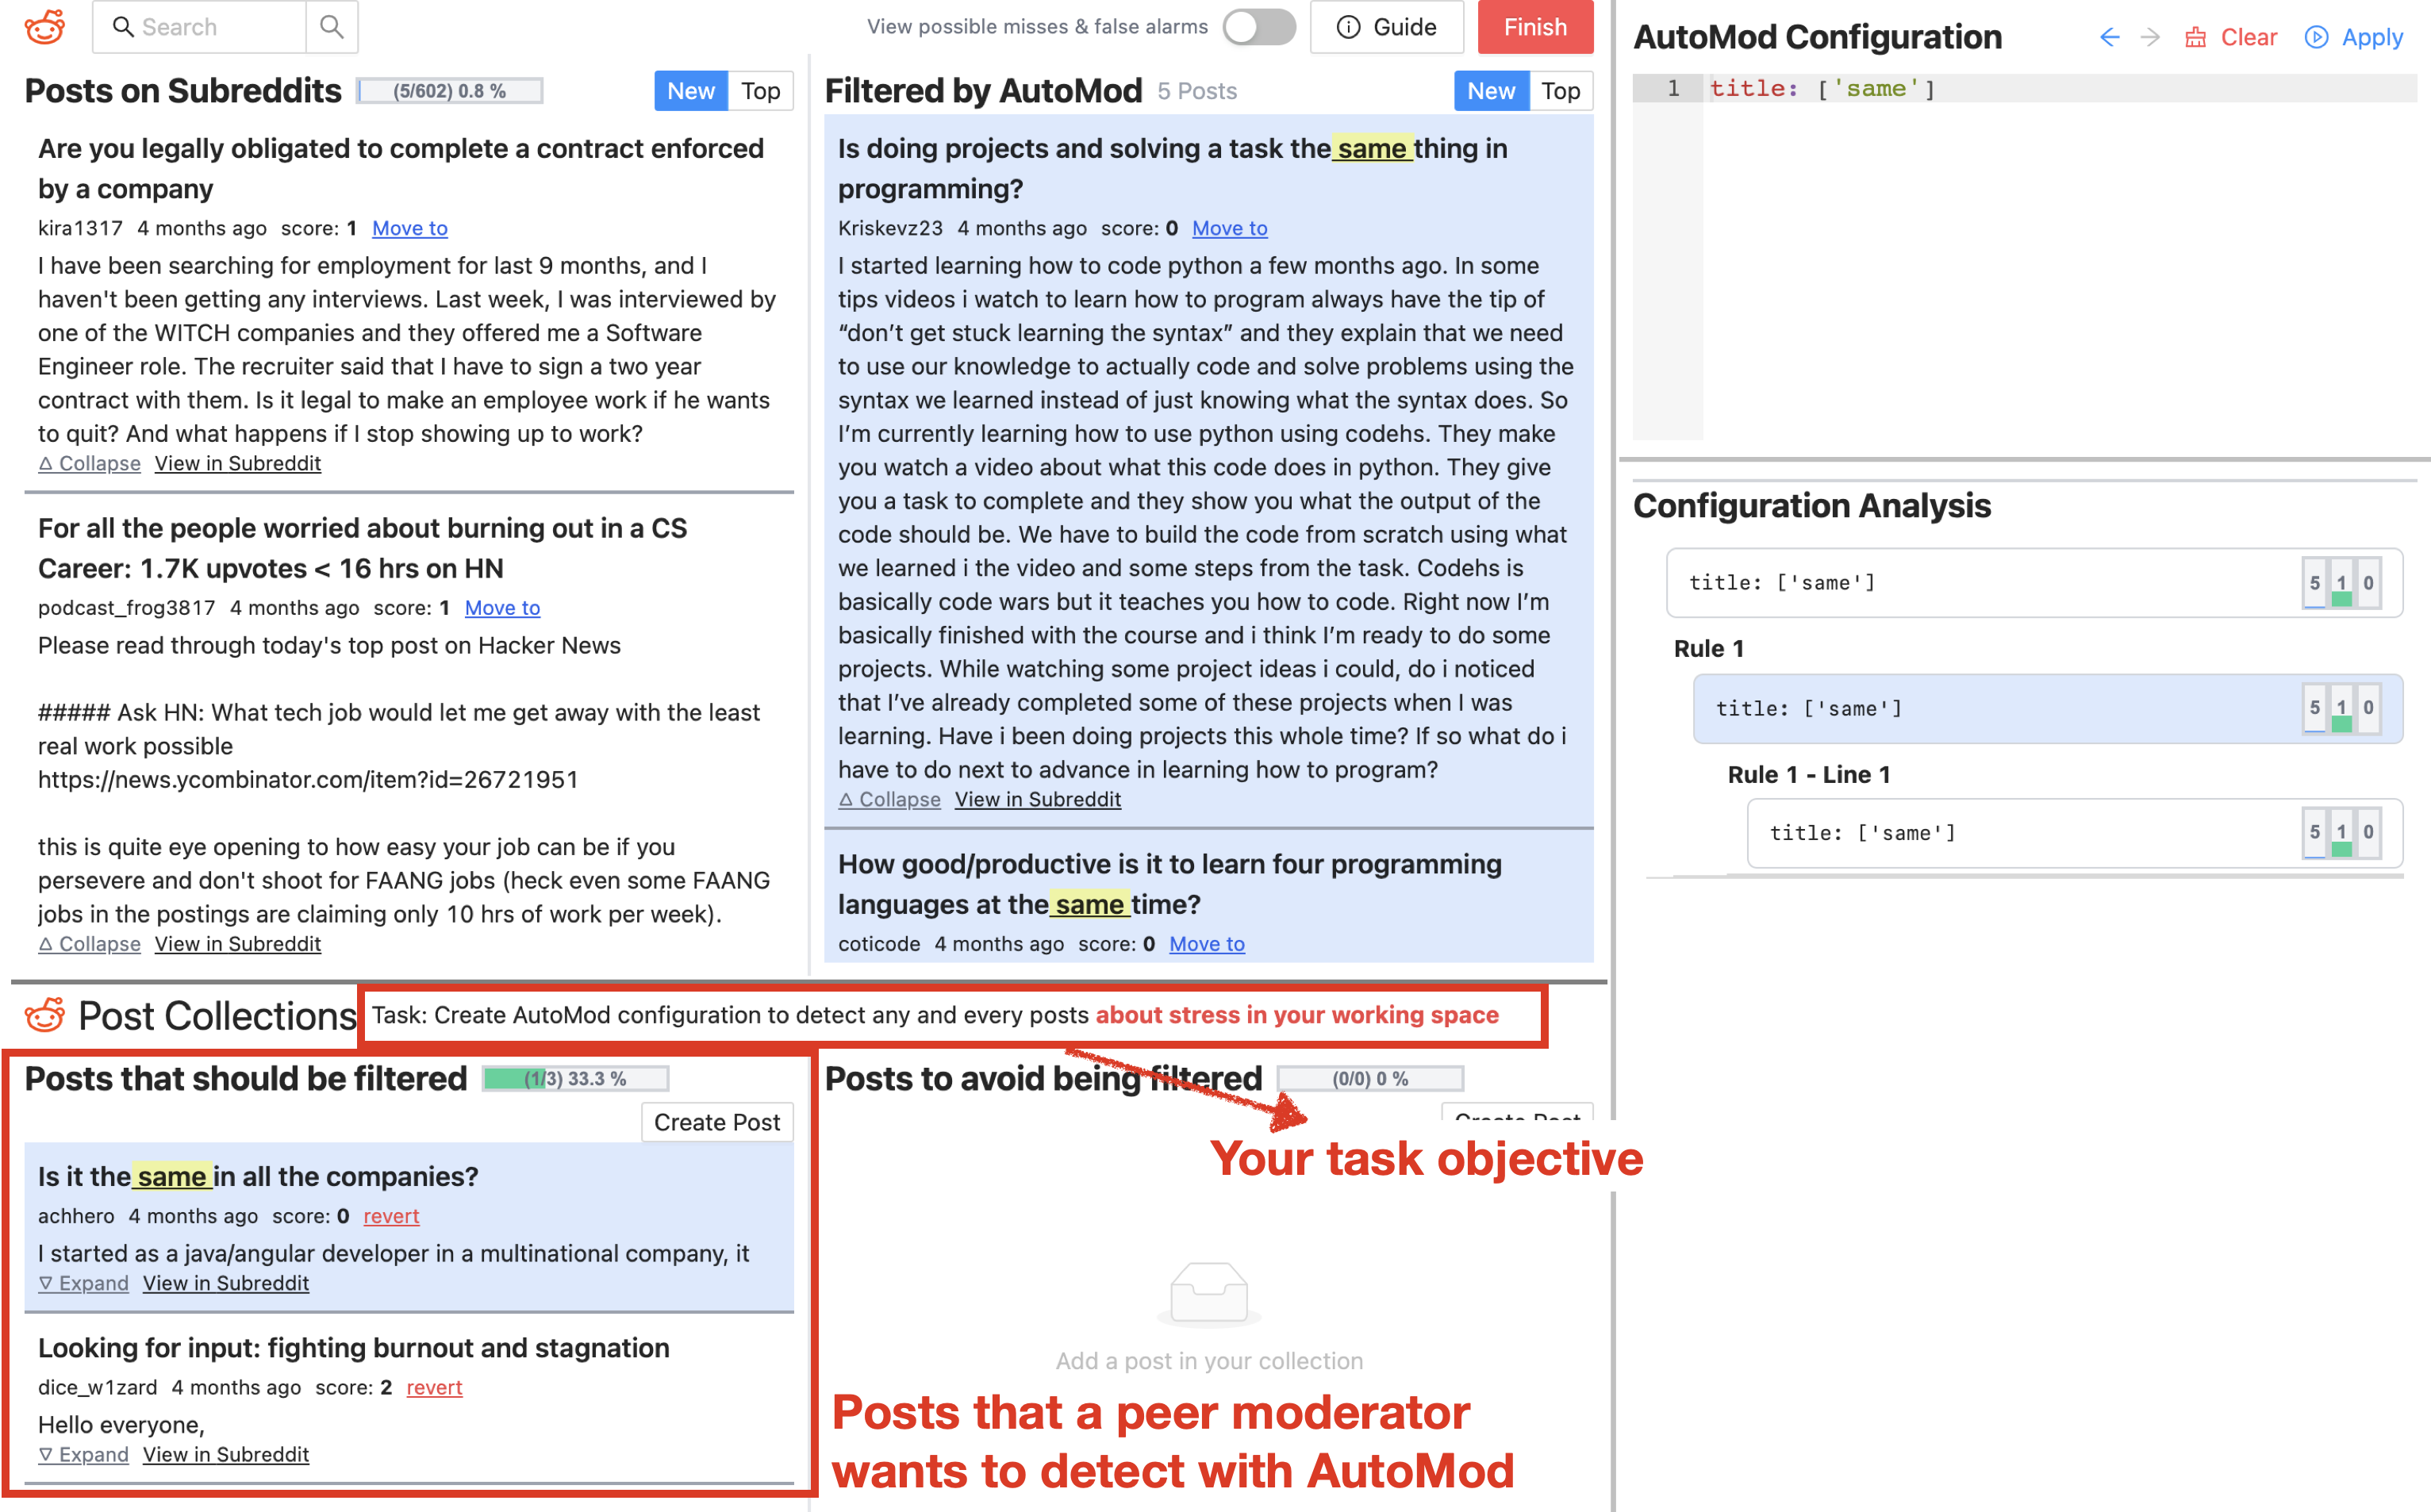 Search
View possible misses & false alarms
Guide
Finish
Posts on Subreddits
(5/602) 0.8 %
New
Top
Are you legally obligated to complete a contract enforced
by a company
kira1317 4 months ago score: 1 Move to
I have been searching for employment for last 9 months, and I
haven't been getting any interviews. Last week, I was interviewed by
one of the WITCH companies and they offered me a Software
Engineer role. The recruiter said that I have to sign a two year
contract with them. Is it legal to make an employee work if he wants
to quit? And what happens if I stop showing up to work?
Collapse View in Subreddit
For all the people worried about burning out in a CS
Career: 1.7K upvotes < 16 hrs on HN
podcast_frog3817 4 months ago score: 1 Move to
Please read through today's top post on Hacker News
##### Ask HN: What tech job would let me get away with the least
real work possible
https://news.ycombinator.com/item?id=26721951
this is quite eye opening to how easy your job can be if you
persevere and don't shoot for FAANG jobs (heck even some FAANG
jobs in the postings are claiming only 10 hrs of work per week).
Collapse View in Subreddit
Filtered by AutoMod 5 Posts
New
Top
Is doing projects and solving a task the same thing in
programming?
Kriskevz23 4 months ago score: 0 Move to
I started learning how to code python a few months ago. In some
tips videos i watch to learn how to program always have the tip of
“don’t get stuck learning the syntax” and they explain that we need
to use our knowledge to actually code and solve problems using the
syntax we learned instead of just knowing what the syntax does. So
I’m currently learning how to use python using codehs. They make
you watch a video about what this code does in python. They give
you a task to complete and they show you what the output of the
code should be. We have to build the code from scratch using what
we learned i the video and some steps from the task. Codehs is
basically code wars but it teaches you how to code. Right now I’m
basically finished with the course and i think I’m ready to do some
projects. While watching some project ideas i could, do i noticed
that I’ve already completed some of these projects when I was
learning. Have i been doing projects this whole time? If so what do i
have to do next to advance in learning how to program?
Collapse View in Subreddit
How good/productive is it to learn four programming
languages at the same time?
coticode 4 months ago score: 0 Move to
AutoMod Configuration
Clear
Apply
1 title: ['same']
Configuration Analysis
title: ['same'] 5 1 0
Rule 1
title: ['same'] 5 1 0
Rule 1 - Line 1
title: ['same'] 5 1 0
Post Collections
Task: Create AutoMod configuration to detect any and every posts about stress in your working space
Posts that should be filtered
(1/3) 33.3 %
Create Post
Is it the same in all the companies?
achhero 4 months ago score: 0 revert
I started as a java/angular developer in a multinational company, it
Expand View in Subreddit
Looking for input: fighting burnout and stagnation
dice_w1zard 4 months ago score: 2 revert
Hello everyone,
Expand View in Subreddit
Posts to avoid being filtered
(0/0) 0 %
Create Post
Your task objective
Add a post in your collection
Posts that a peer moderator
wants to detect with AutoMod